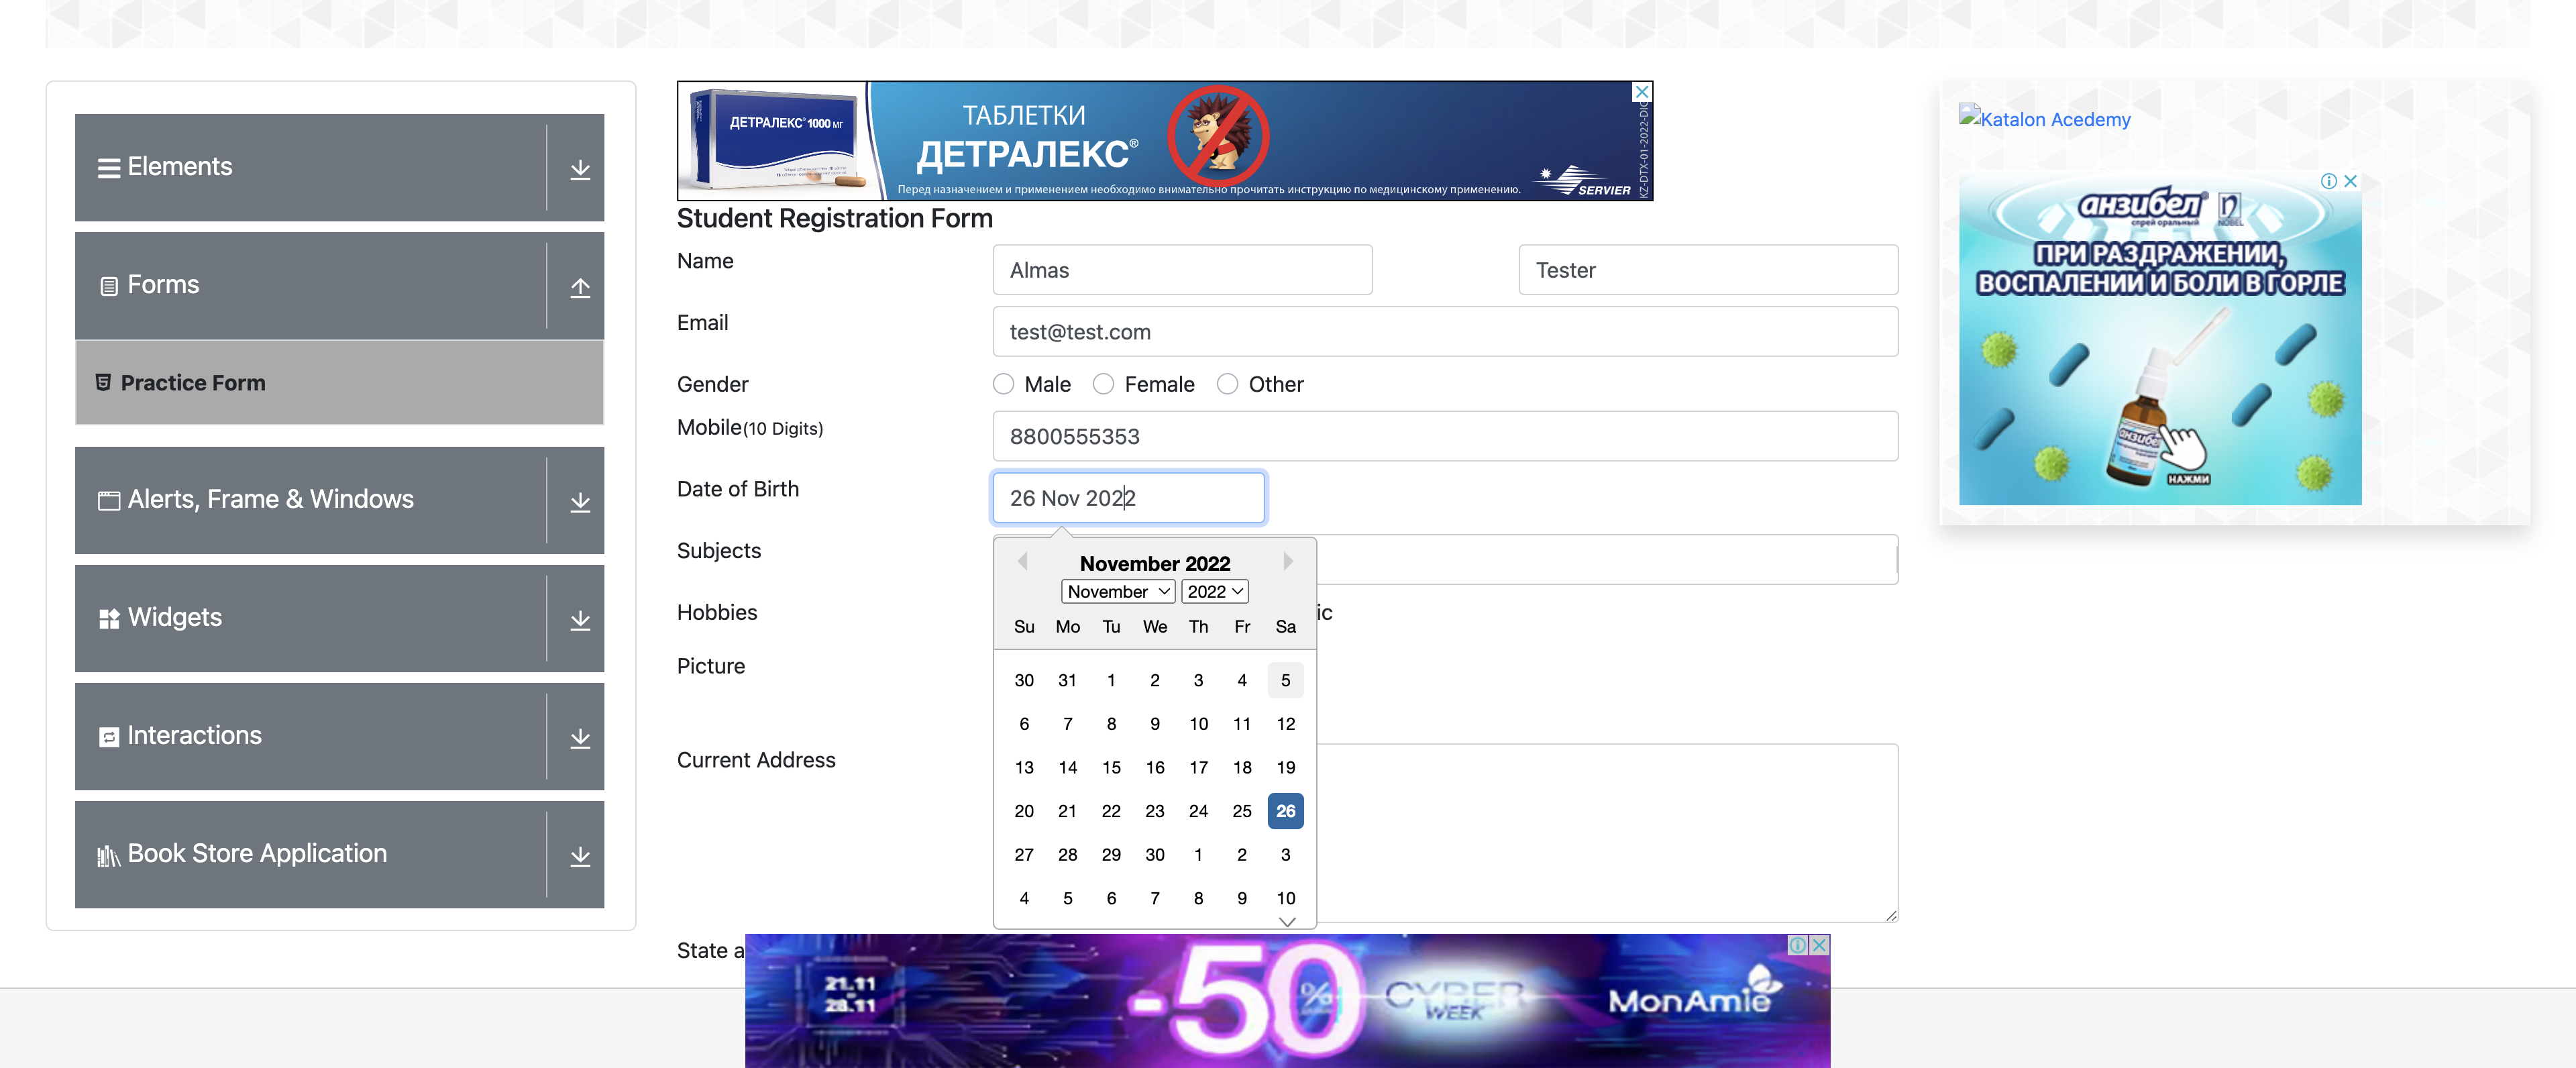 Elements
Forms
Practice Form
Alerts, Frame & Windows
Widgets
Interactions
Book Store Application
ДЕТРАЛЕКС® 1000 МГ
ТАБЛЕТКИ
ДЕТРАЛЕКС®
Перед назначением и применением необходимо внимательно прочитать инструкцию по медицинскому применению.
SERVIER
KZ-DTX-01-2022-DIG
Student Registration Form
Name
Almas
Tester
Email
test@test.com
Gender
Male
Female
Other
Mobile(10 Digits)
8800555353
Date of Birth
26 Nov 2022
Subjects
Hobbies
ic
Picture
Current Address
State a
November 2022
November
2022
Su Mo Tu We Th Fr Sa
30 31 1 2 3 4 5
6 7 8 9 10 11 12
13 14 15 16 17 18 19
20 21 22 23 24 25 26
27 28 29 30 1 2 3
4 5 6 7 8 9 10
Katalon Acedemy
анзибел®
спрей оральный
NOBEL
ПРИ РАЗДРАЖЕНИИ,
ВОСПАЛЕНИИ И БОЛИ В ГОРЛЕ
анзибел
НАЖМИ
21.11
28.11
-50%
CYBER
WEEK
MonAmie